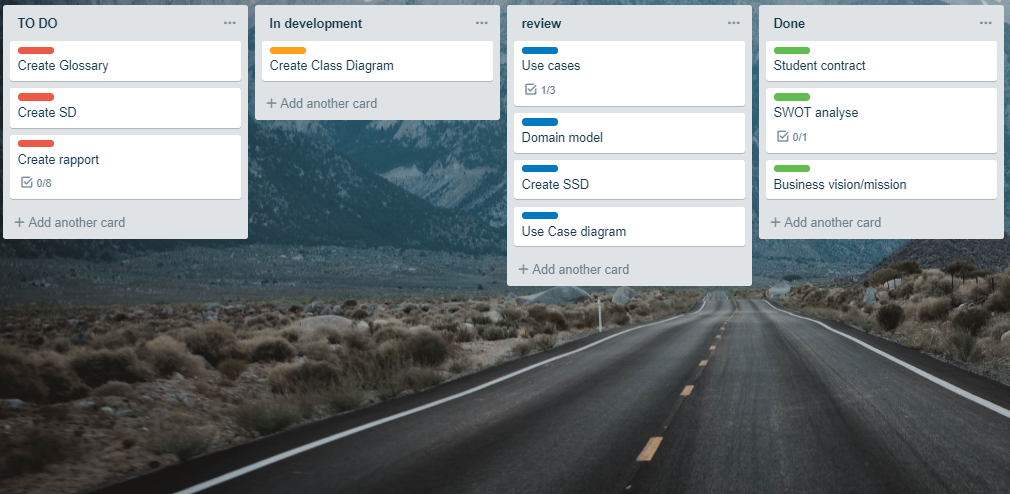 TO DO
Create Glossary
Create SD
Create rapport
0/8
+ Add another card
In development
Create Class Diagram
+ Add another card
review
Use cases
1/3
Domain model
Create SSD
Use Case diagram
+ Add another card
Done
Student contract
SWOT analyse
0/1
Business vision/mission
+ Add another card